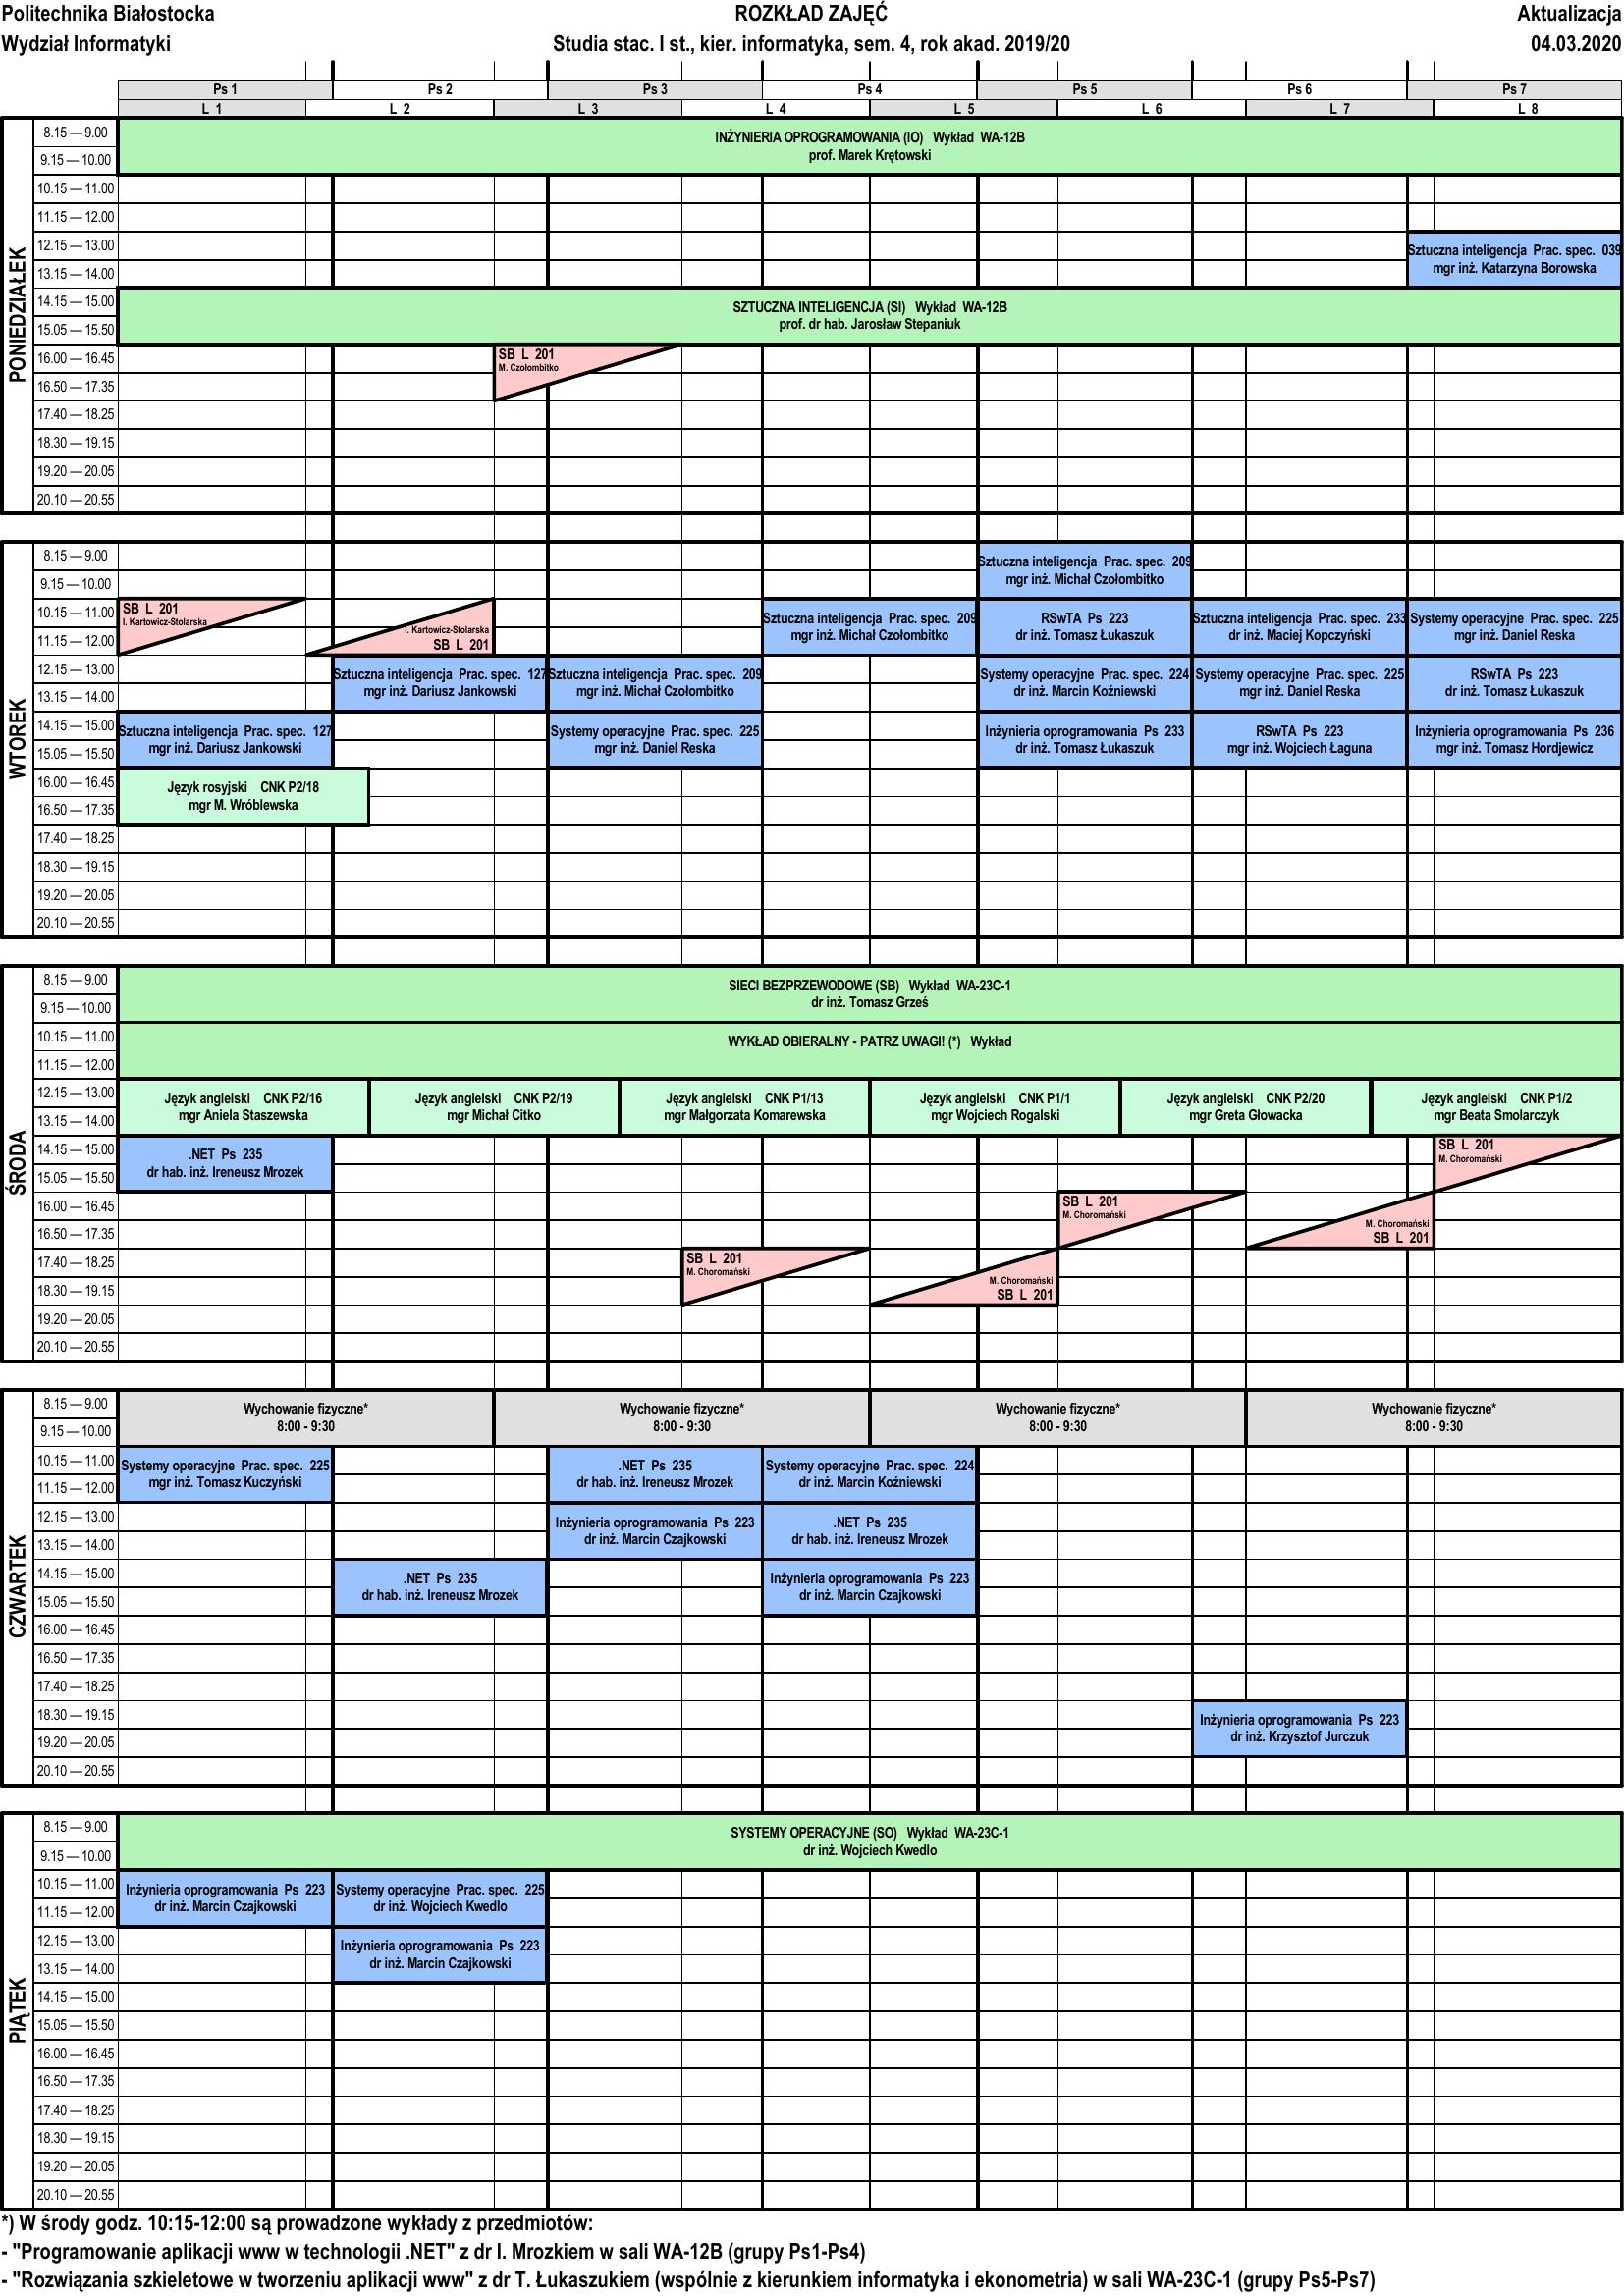 Politechnika Białostocka ROZKŁAD ZAJĘĆ Aktualizacja
Wydział Informatyki Studia stac. I st., kier. informatyka, sem. 4, rok akad. 2019/20 04.03.2020
Ps 1 Ps 2 Ps 3 Ps 4 Ps 5 Ps 6 Ps 7
L 1 L 2 L 3 L 4 L 5 L 6 L 7 L 8
PONIEDZIAŁEK
8.15 — 9.00
INŻYNIERIA OPROGRAMOWANIA (IO) Wykład WA-12B
prof. Marek Krętowski
9.15 — 10.00
10.15 — 11.00
11.15 — 12.00
12.15 — 13.00
Sztuczna inteligencja Prac. spec. 039
mgr inż. Katarzyna Borowska
13.15 — 14.00
14.15 — 15.00
SZTUCZNA INTELIGENCJA (SI) Wykład WA-12B
prof. dr hab. Jarosław Stepaniuk
15.05 — 15.50
16.00 — 16.45
SB L 201
M. Czołombitko
16.50 — 17.35
17.40 — 18.25
18.30 — 19.15
19.20 — 20.05
20.10 — 20.55
WTOREK
8.15 — 9.00
Sztuczna inteligencja Prac. spec. 209
mgr inż. Michał Czołombitko
9.15 — 10.00
10.15 — 11.00
SB L 201
I. Kartowicz-Stolarska
I. Kartowicz-Stolarska
SB L 201
Sztuczna inteligencja Prac. spec. 209
mgr inż. Michał Czołombitko
RSwTA Ps 223
dr inż. Tomasz Łukaszuk
Sztuczna inteligencja Prac. spec. 233
dr inż. Maciej Kopczyński
Systemy operacyjne Prac. spec. 225
mgr inż. Daniel Reska
11.15 — 12.00
12.15 — 13.00
Sztuczna inteligencja Prac. spec. 127
mgr inż. Dariusz Jankowski
Sztuczna inteligencja Prac. spec. 209
mgr inż. Michał Czołombitko
Systemy operacyjne Prac. spec. 224
dr inż. Marcin Koźniewski
Systemy operacyjne Prac. spec. 225
mgr inż. Daniel Reska
RSwTA Ps 223
dr inż. Tomasz Łukaszuk
13.15 — 14.00
14.15 — 15.00
Sztuczna inteligencja Prac. spec. 127
mgr inż. Dariusz Jankowski
Systemy operacyjne Prac. spec. 225
mgr inż. Daniel Reska
Inżynieria oprogramowania Ps 233
dr inż. Tomasz Łukaszuk
RSwTA Ps 223
mgr inż. Wojciech Łaguna
Inżynieria oprogramowania Ps 236
mgr inż. Tomasz Hordjewicz
15.05 — 15.50
16.00 — 16.45
Język rosyjski CNK P2/18
mgr M. Wróblewska
16.50 — 17.35
17.40 — 18.25
18.30 — 19.15
19.20 — 20.05
20.10 — 20.55
ŚRODA
8.15 — 9.00
SIECI BEZPRZEWODOWE (SB) Wykład WA-23C-1
dr inż. Tomasz Grześ
9.15 — 10.00
10.15 — 11.00
WYKŁAD OBIERALNY - PATRZ UWAGI! (*) Wykład
11.15 — 12.00
12.15 — 13.00
Język angielski CNK P2/16
mgr Aniela Staszewska
Język angielski CNK P2/19
mgr Michał Citko
Język angielski CNK P1/13
mgr Małgorzata Komarewska
Język angielski CNK P1/1
mgr Wojciech Rogalski
Język angielski CNK P2/20
mgr Greta Głowacka
Język angielski CNK P1/2
mgr Beata Smolarczyk
13.15 — 14.00
14.15 — 15.00
.NET Ps 235
dr hab. inż. Ireneusz Mrozek
SB L 201
M. Choromański
15.05 — 15.50
16.00 — 16.45
SB L 201
M. Choromański
M. Choromański
SB L 201
16.50 — 17.35
17.40 — 18.25
SB L 201
M. Choromański
M. Choromański
SB L 201
18.30 — 19.15
19.20 — 20.05
20.10 — 20.55
CZWARTEK
8.15 — 9.00
Wychowanie fizyczne*
8:00 - 9:30
Wychowanie fizyczne*
8:00 - 9:30
Wychowanie fizyczne*
8:00 - 9:30
Wychowanie fizyczne*
8:00 - 9:30
9.15 — 10.00
10.15 — 11.00
Systemy operacyjne Prac. spec. 225
mgr inż. Tomasz Kuczyński
.NET Ps 235
dr hab. inż. Ireneusz Mrozek
Systemy operacyjne Prac. spec. 224
dr inż. Marcin Koźniewski
11.15 — 12.00
12.15 — 13.00
Inżynieria oprogramowania Ps 223
dr inż. Marcin Czajkowski
.NET Ps 235
dr hab. inż. Ireneusz Mrozek
13.15 — 14.00
14.15 — 15.00
.NET Ps 235
dr hab. inż. Ireneusz Mrozek
Inżynieria oprogramowania Ps 223
dr inż. Marcin Czajkowski
15.05 — 15.50
16.00 — 16.45
16.50 — 17.35
17.40 — 18.25
18.30 — 19.15
Inżynieria oprogramowania Ps 223
dr inż. Krzysztof Jurczuk
19.20 — 20.05
20.10 — 20.55
PIĄTEK
8.15 — 9.00
SYSTEMY OPERACYJNE (SO) Wykład WA-23C-1
dr inż. Wojciech Kwedlo
9.15 — 10.00
10.15 — 11.00
Inżynieria oprogramowania Ps 223
dr inż. Marcin Czajkowski
Systemy operacyjne Prac. spec. 225
dr inż. Wojciech Kwedlo
11.15 — 12.00
12.15 — 13.00
Inżynieria oprogramowania Ps 223
dr inż. Marcin Czajkowski
13.15 — 14.00
14.15 — 15.00
15.05 — 15.50
16.00 — 16.45
16.50 — 17.35
17.40 — 18.25
18.30 — 19.15
19.20 — 20.05
20.10 — 20.55
*) W środy godz. 10:15-12:00 są prowadzone wykłady z przedmiotów:
- "Programowanie aplikacji www w technologii .NET" z dr I. Mrozkiem w sali WA-12B (grupy Ps1-Ps4)
- "Rozwiązania szkieletowe w tworzeniu aplikacji www" z dr T. Łukaszukiem (wspólnie z kierunkiem informatyka i ekonometria) w sali WA-23C-1 (grupy Ps5-Ps7)